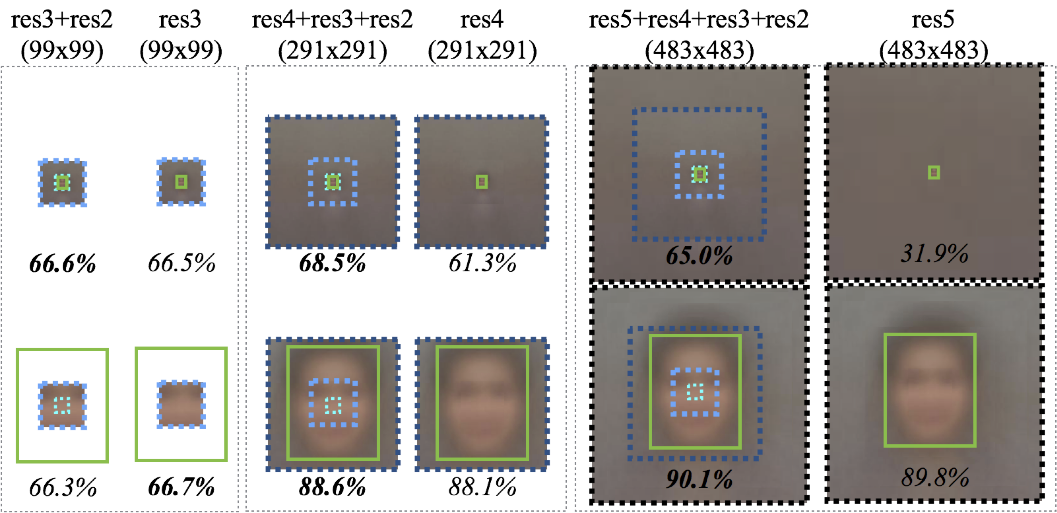 res3+res2 res3 res4+res3+res2 res4 res5+res4+res3+res2 res5
(99x99) (99x99) (291x291) (291x291) (483x483) (483x483)
66.6% 66.5% 68.5% 61.3% 65.0% 31.9%
66.3% 66.7% 88.6% 88.1% 90.1% 89.8%